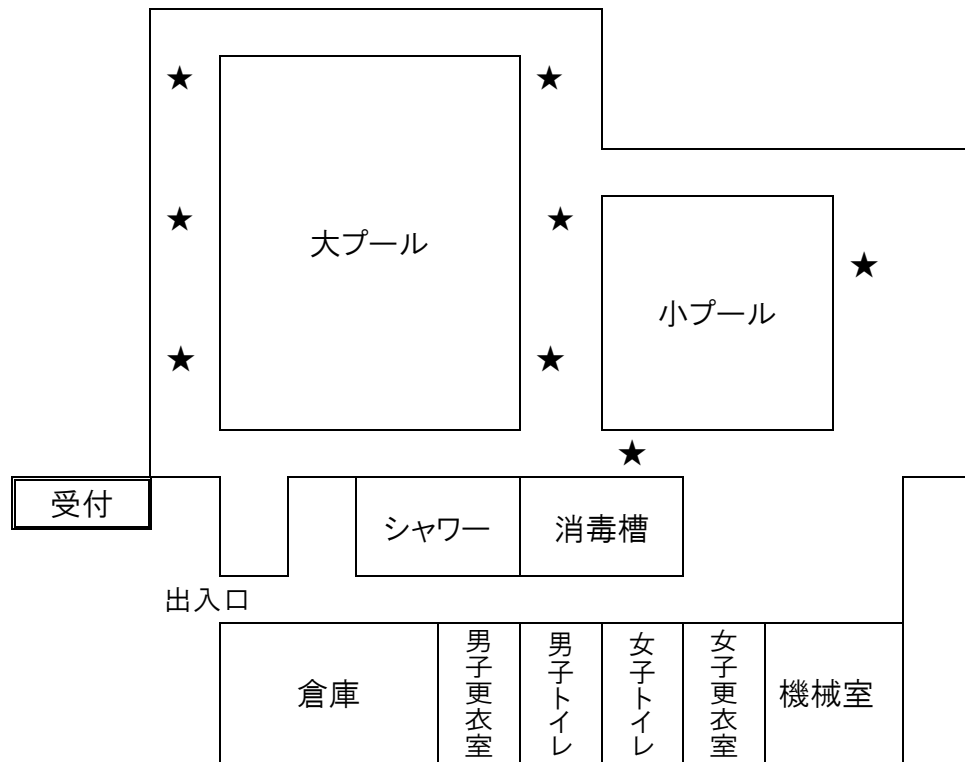 ★ ★
★ ★
大プール
★
小プール
★ ★
★
受付
シャワー
消毒槽
出入口
倉庫
男子更衣室
男子トイレ
女子トイレ
女子更衣室
機械室